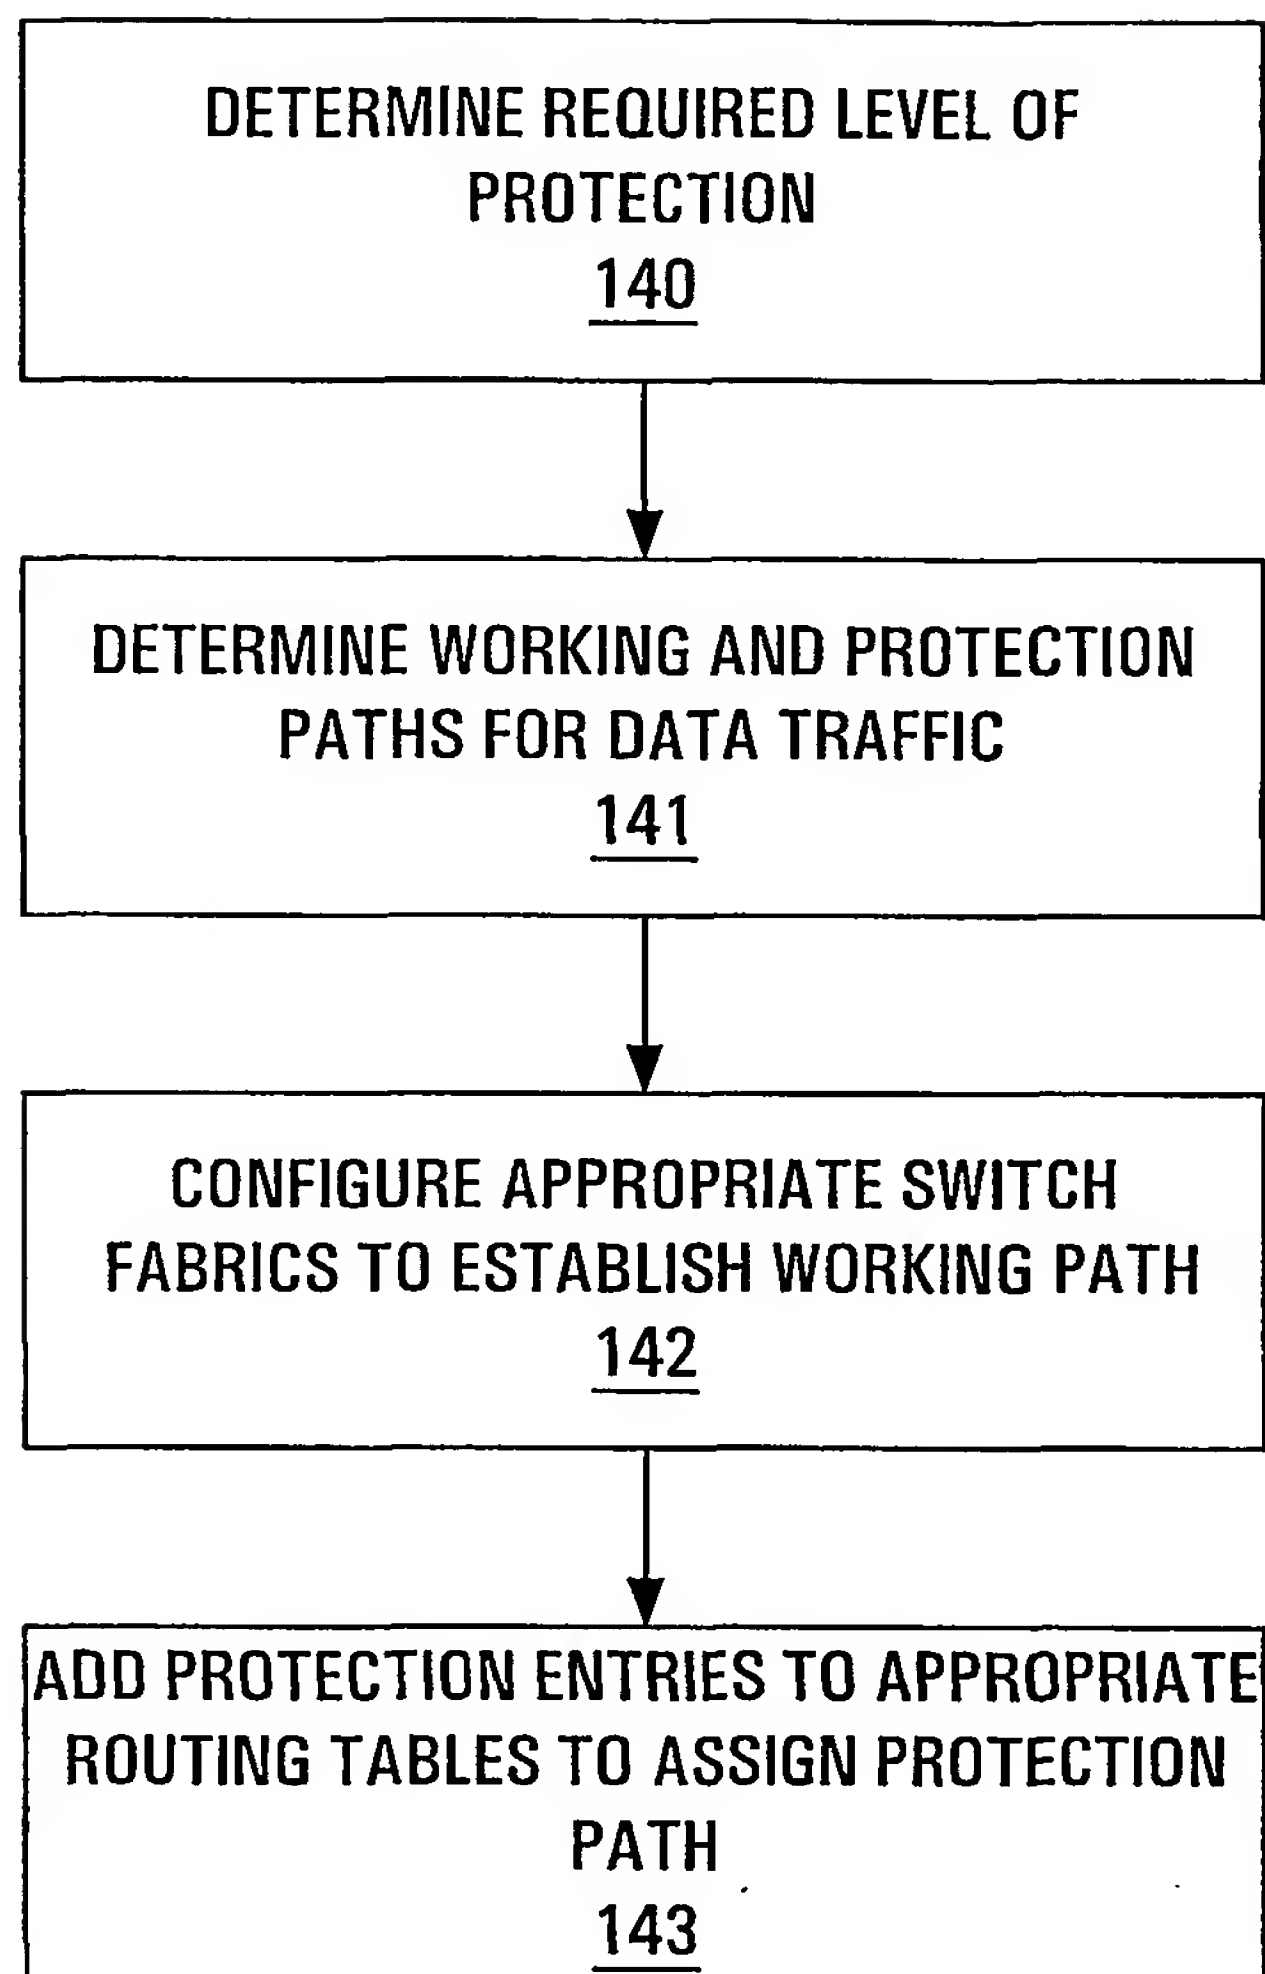 DETERMINE REQUIRED LEVEL OF
PROTECTION
140
DETERMINE WORKING AND PROTECTION
PATHS FOR DATA TRAFFIC
141
CONFIGURE APPROPRIATE SWITCH
FABRICS TO ESTABLISH WORKING PATH
142
ADD PROTECTION ENTRIES TO APPROPRIATE
ROUTING TABLES TO ASSIGN PROTECTION
PATH
143